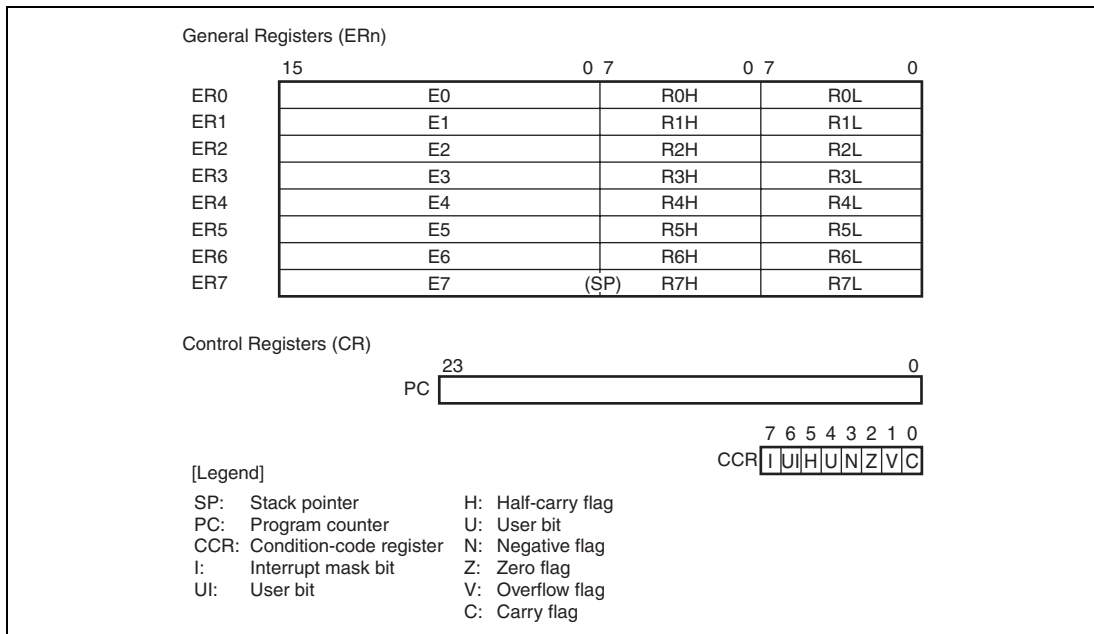 General Registers (ERn)
15 0 7 0 7 0
ER0 E0 R0H R0L
ER1 E1 R1H R1L
ER2 E2 R2H R2L
ER3 E3 R3H R3L
ER4 E4 R4H R4L
ER5 E5 R5H R5L
ER6 E6 R6H R6L
ER7 E7 (SP) R7H R7L
Control Registers (CR)
23 0
PC
7 6 5 4 3 2 1 0
CCR I UI H U N Z V C
[Legend]
SP: Stack pointer
PC: Program counter
CCR: Condition-code register
I: Interrupt mask bit
UI: User bit
H: Half-carry flag
U: User bit
N: Negative flag
Z: Zero flag
V: Overflow flag
C: Carry flag